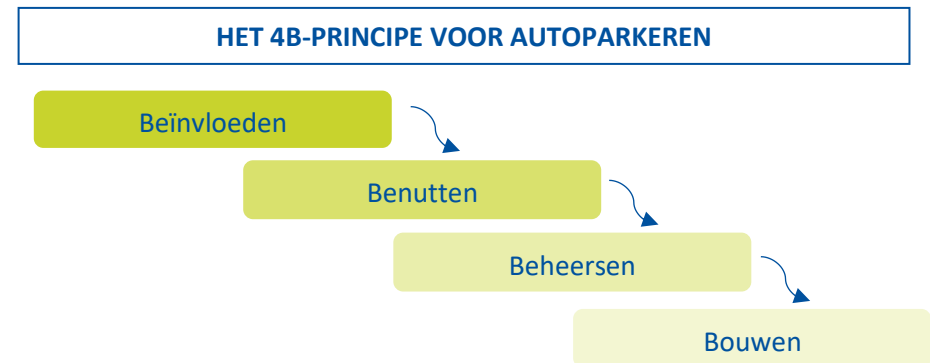 HET 4B-PRINCIPE VOOR AUTOPARKEREN
Beïnvloeden
Benutten
Beheersen
Bouwen